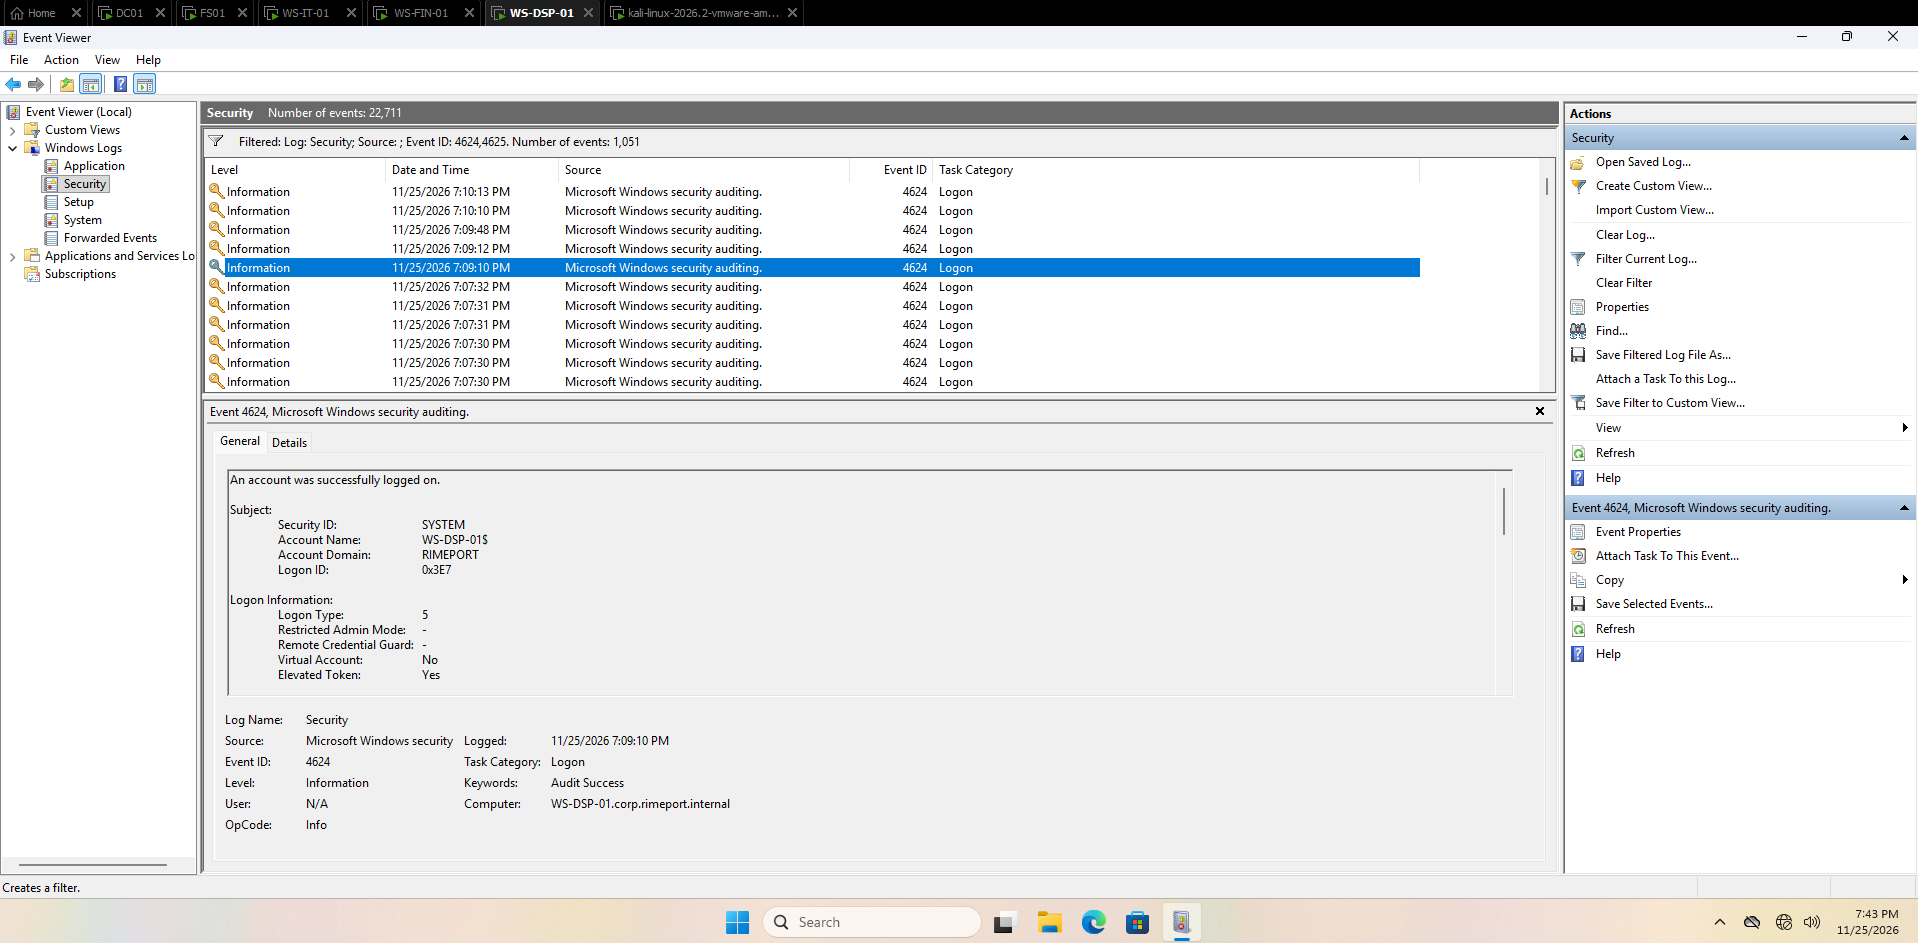 Home
DC01
FS01
WS-IT-01
WS-FIN-01
WS-DSP-01
kali-linux-2026.2-vmware-am...
Event Viewer
File Action View Help
Event Viewer (Local)
Custom Views
Windows Logs
Application
Security
Setup
System
Forwarded Events
Applications and Services Lo
Subscriptions
Security Number of events: 22,711
Filtered: Log: Security; Source: ; Event ID: 4624,4625. Number of events: 1,051
Level Date and Time Source Event ID Task Category
Information 11/25/2026 7:10:13 PM Microsoft Windows security auditing. 4624 Logon
Information 11/25/2026 7:10:10 PM Microsoft Windows security auditing. 4624 Logon
Information 11/25/2026 7:09:48 PM Microsoft Windows security auditing. 4624 Logon
Information 11/25/2026 7:09:12 PM Microsoft Windows security auditing. 4624 Logon
Information 11/25/2026 7:09:10 PM Microsoft Windows security auditing. 4624 Logon
Information 11/25/2026 7:07:32 PM Microsoft Windows security auditing. 4624 Logon
Information 11/25/2026 7:07:31 PM Microsoft Windows security auditing. 4624 Logon
Information 11/25/2026 7:07:31 PM Microsoft Windows security auditing. 4624 Logon
Information 11/25/2026 7:07:30 PM Microsoft Windows security auditing. 4624 Logon
Information 11/25/2026 7:07:30 PM Microsoft Windows security auditing. 4624 Logon
Information 11/25/2026 7:07:30 PM Microsoft Windows security auditing. 4624 Logon
Event 4624, Microsoft Windows security auditing.
General Details
An account was successfully logged on.
Subject:
Security ID: SYSTEM
Account Name: WS-DSP-01$
Account Domain: RIMEPORT
Logon ID: 0x3E7
Logon Information:
Logon Type: 5
Restricted Admin Mode: -
Remote Credential Guard: -
Virtual Account: No
Elevated Token: Yes
Log Name: Security
Source: Microsoft Windows security Logged: 11/25/2026 7:09:10 PM
Event ID: 4624 Task Category: Logon
Level: Information Keywords: Audit Success
User: N/A Computer: WS-DSP-01.corp.rimeport.internal
OpCode: Info
Actions
Security
Open Saved Log...
Create Custom View...
Import Custom View...
Clear Log...
Filter Current Log...
Clear Filter
Properties
Find...
Save Filtered Log File As...
Attach a Task To this Log...
Save Filter to Custom View...
View
Refresh
Help
Event 4624, Microsoft Windows security auditing.
Event Properties
Attach Task To This Event...
Copy
Save Selected Events...
Refresh
Help
Creates a filter.
Search
7:43 PM
11/25/2026